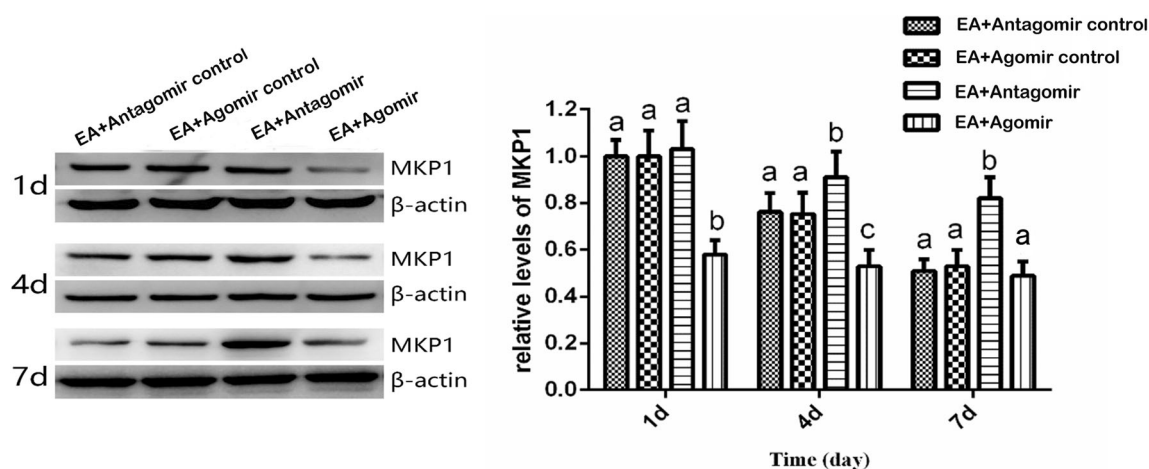 EA+Antagomir control
EA+Agomir control
EA+Antagomir
EA+Agomir
1d
MKP1
β-actin
4d
MKP1
β-actin
7d
MKP1
β-actin
EA+Antagomir control
EA+Agomir control
EA+Antagomir
EA+Agomir
relative levels of MKP1
1.2
1.0
0.8
0.6
0.4
0.2
0.0
a a a b
a a b c
a a b a
1d 4d 7d
Time (day)